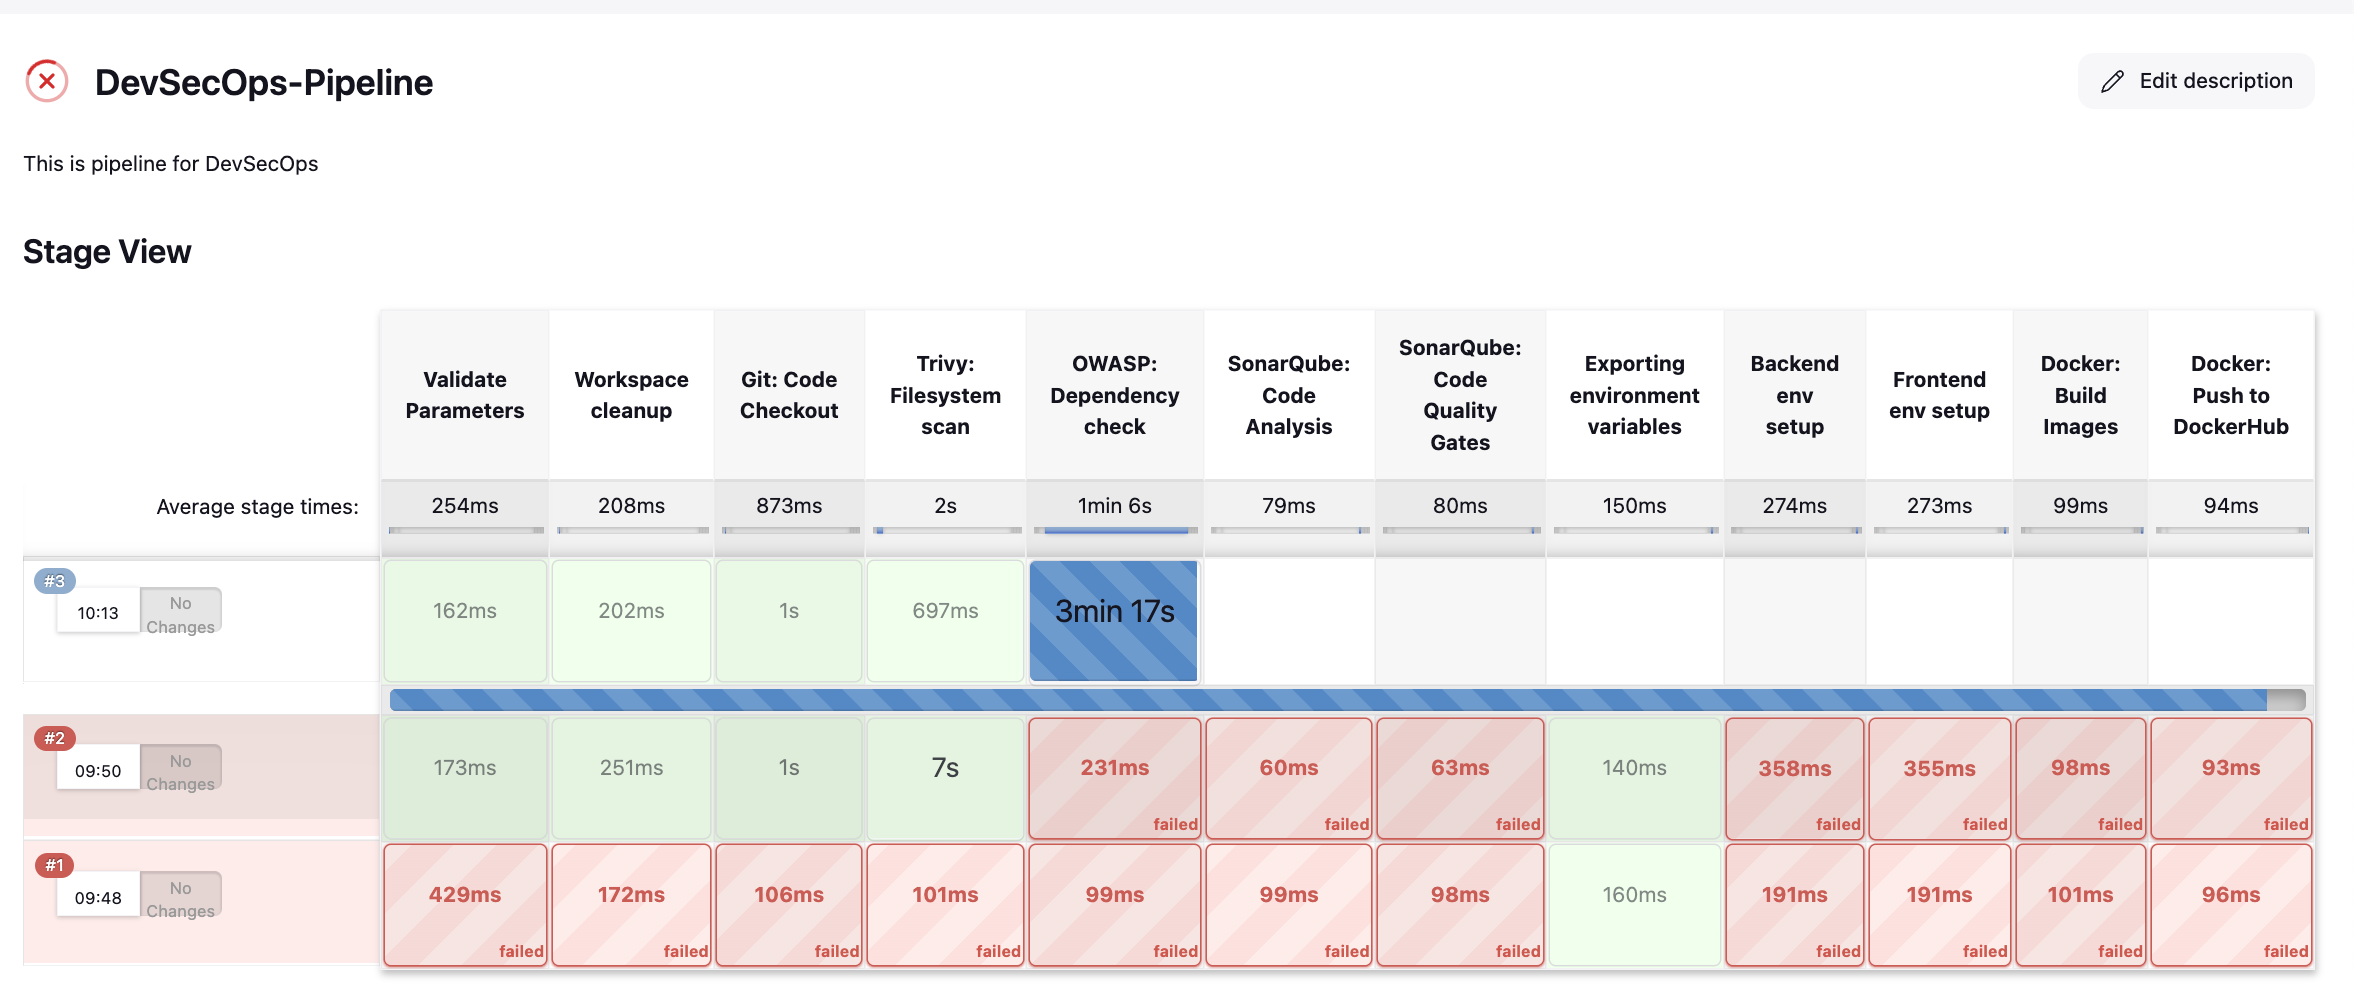 DevSecOps-Pipeline
Edit description
This is pipeline for DevSecOps
Stage View
Validate Parameters
Workspace cleanup
Git: Code Checkout
Trivy: Filesystem scan
OWASP: Dependency check
SonarQube: Code Analysis
SonarQube: Code Quality Gates
Exporting environment variables
Backend env setup
Frontend env setup
Docker: Build Images
Docker: Push to DockerHub
Average stage times: 254ms 208ms 873ms 2s 1min 6s 79ms 80ms 150ms 274ms 273ms 99ms 94ms
#3
10:13 No Changes 162ms 202ms 1s 697ms 3min 17s
#2
09:50 No Changes 173ms 251ms 1s 7s 231ms 60ms 63ms 140ms 358ms 355ms 98ms 93ms
failed failed failed failed failed failed failed
#1
09:48 No Changes 429ms 172ms 106ms 101ms 99ms 99ms 98ms 160ms 191ms 191ms 101ms 96ms
failed failed failed failed failed failed failed failed failed failed failed